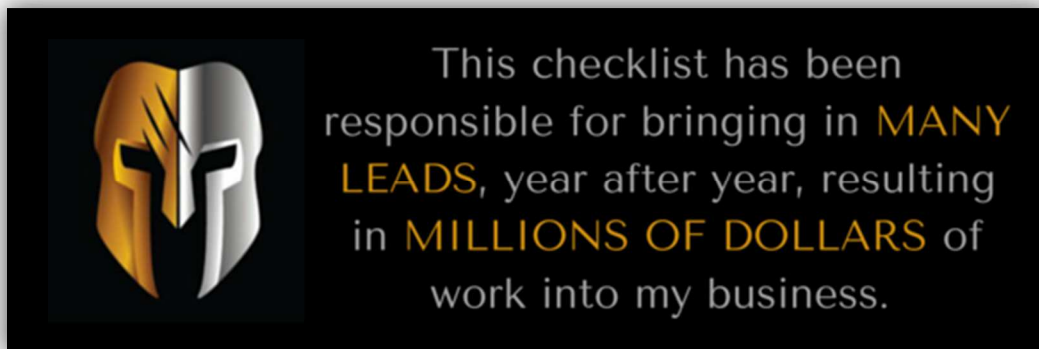 This checklist has been
responsible for bringing in MANY
LEADS, year after year, resulting
in MILLIONS OF DOLLARS of
work into my business.